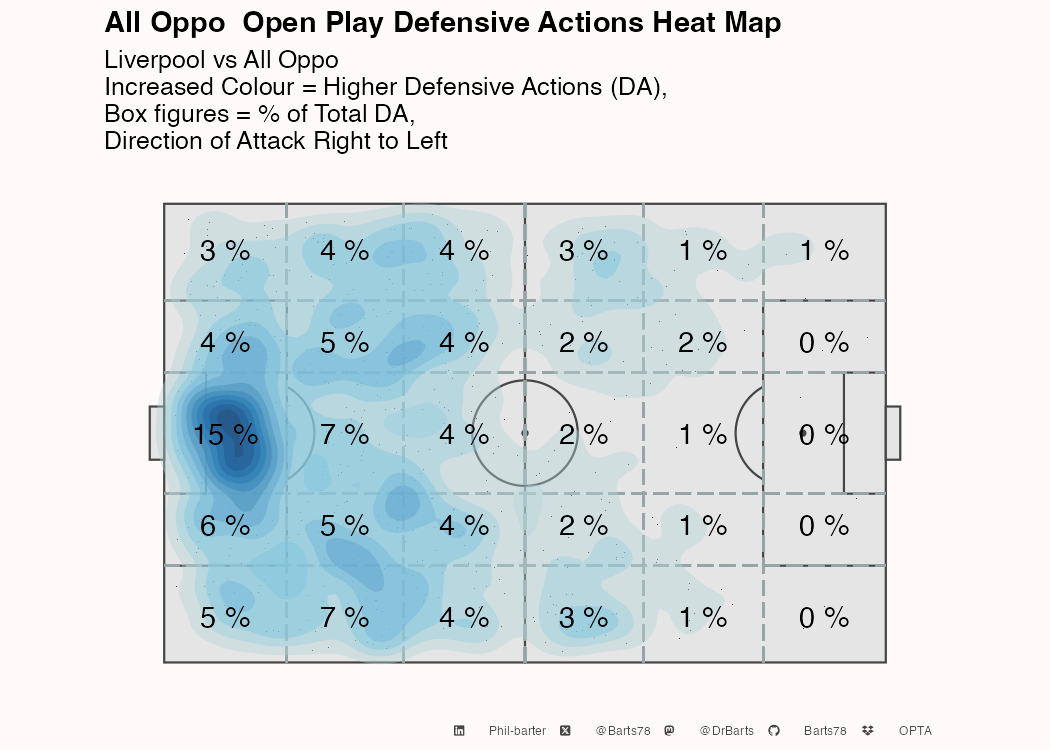 All Oppo  Open Play Defensive Actions Heat Map
Liverpool vs All Oppo
Increased Colour = Higher Defensive Actions (DA),
Box figures = % of Total DA,
Direction of Attack Right to Left
3 % 4 % 4 % 3 % 1 % 1 %
4 % 5 % 4 % 2 % 2 % 0 %
15 % 7 % 4 % 2 % 1 % 0 %
6 % 5 % 4 % 2 % 1 % 0 %
5 % 7 % 4 % 3 % 1 % 0 %
Phil-barter @Barts78 @DrBarts Barts78 OPTA